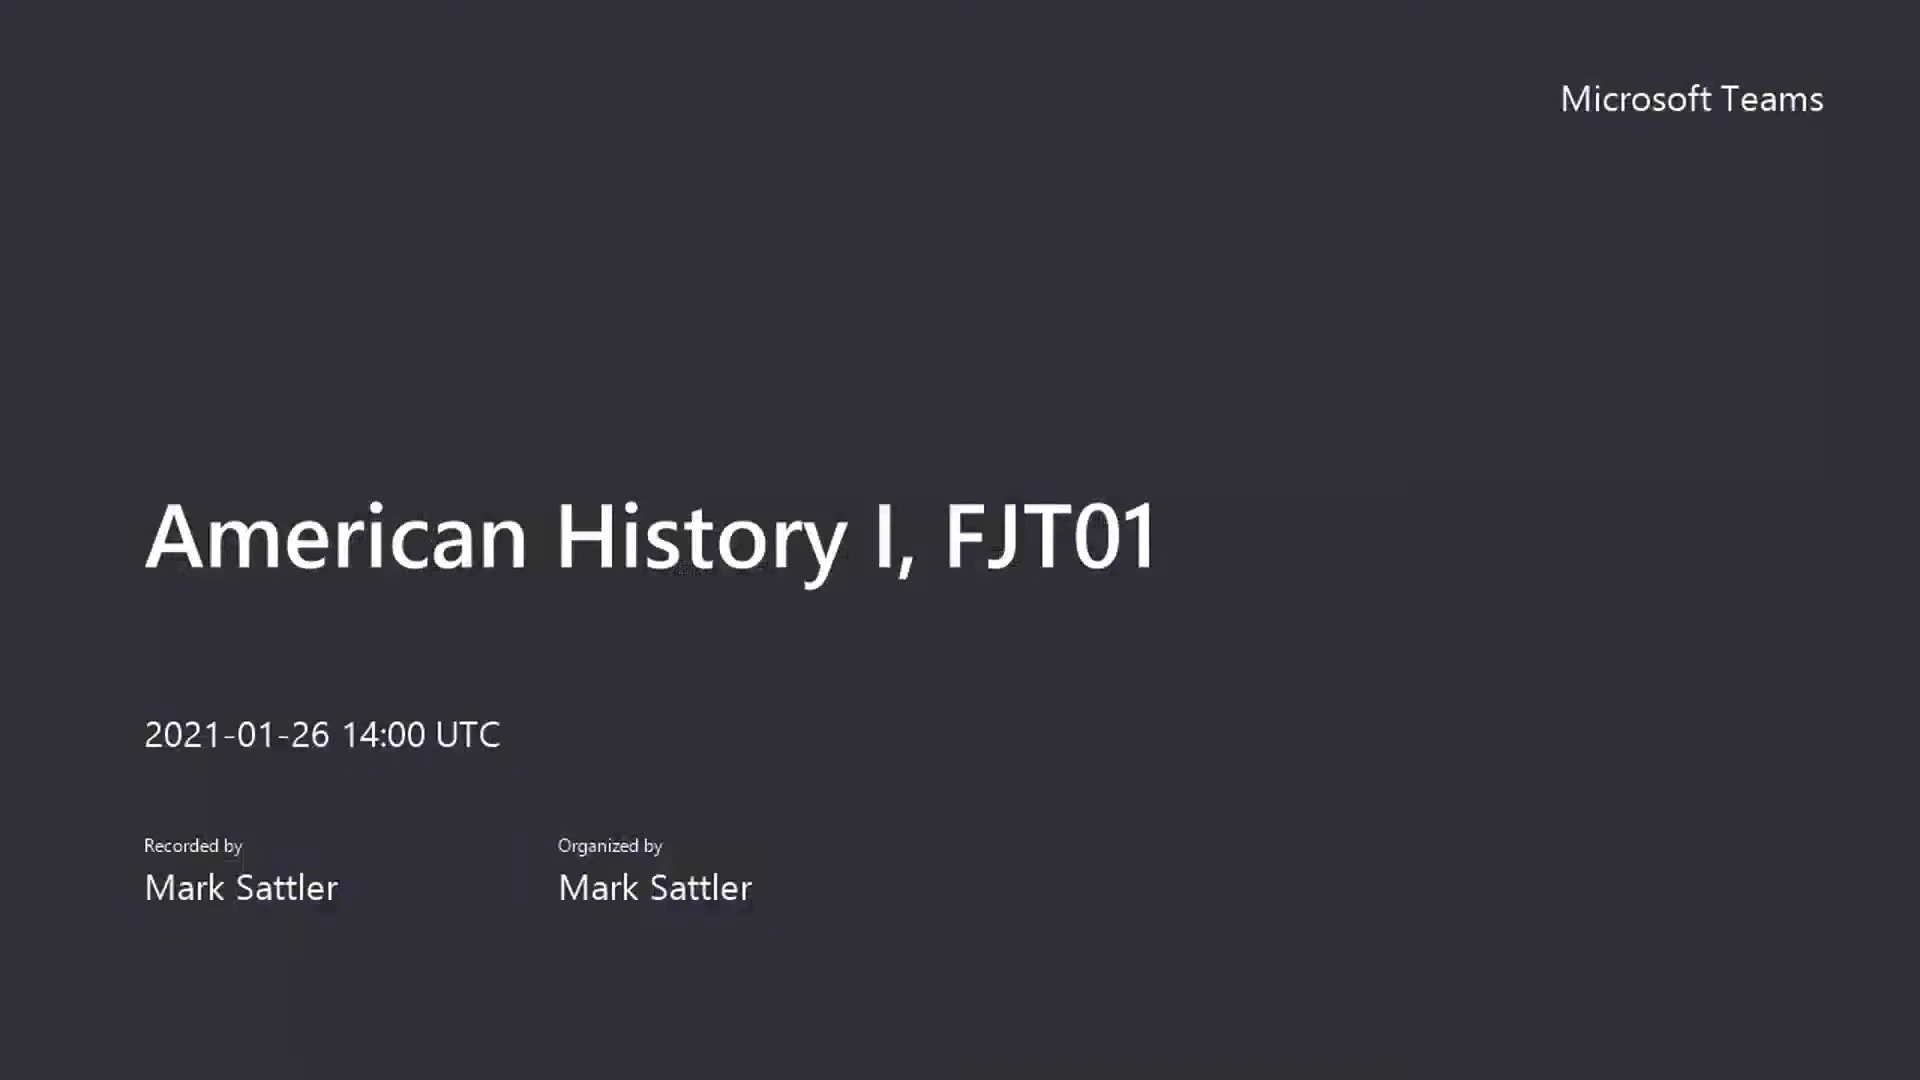 Microsoft Teams
American History I, FJT01
2021-01-26 14:00 UTC
Recorded by
Mark Sattler
Organized by
Mark Sattler